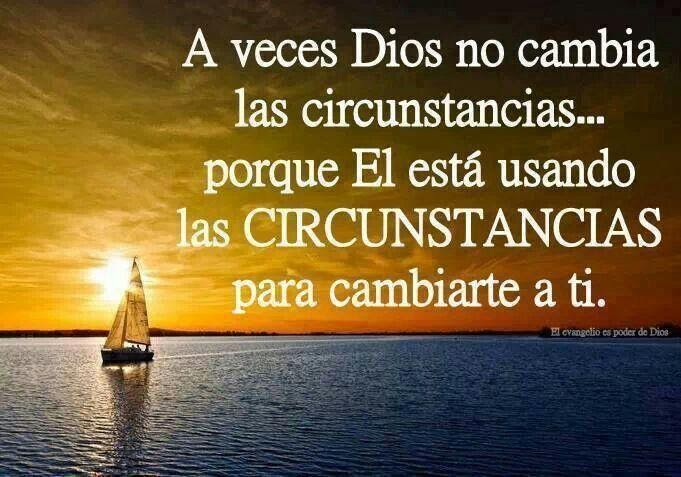 A veces Dios no cambia
las circunstancias...
porque El está usando
las CIRCUNSTANCIAS
para cambiarte a ti.
El evangelio es poder de Dios